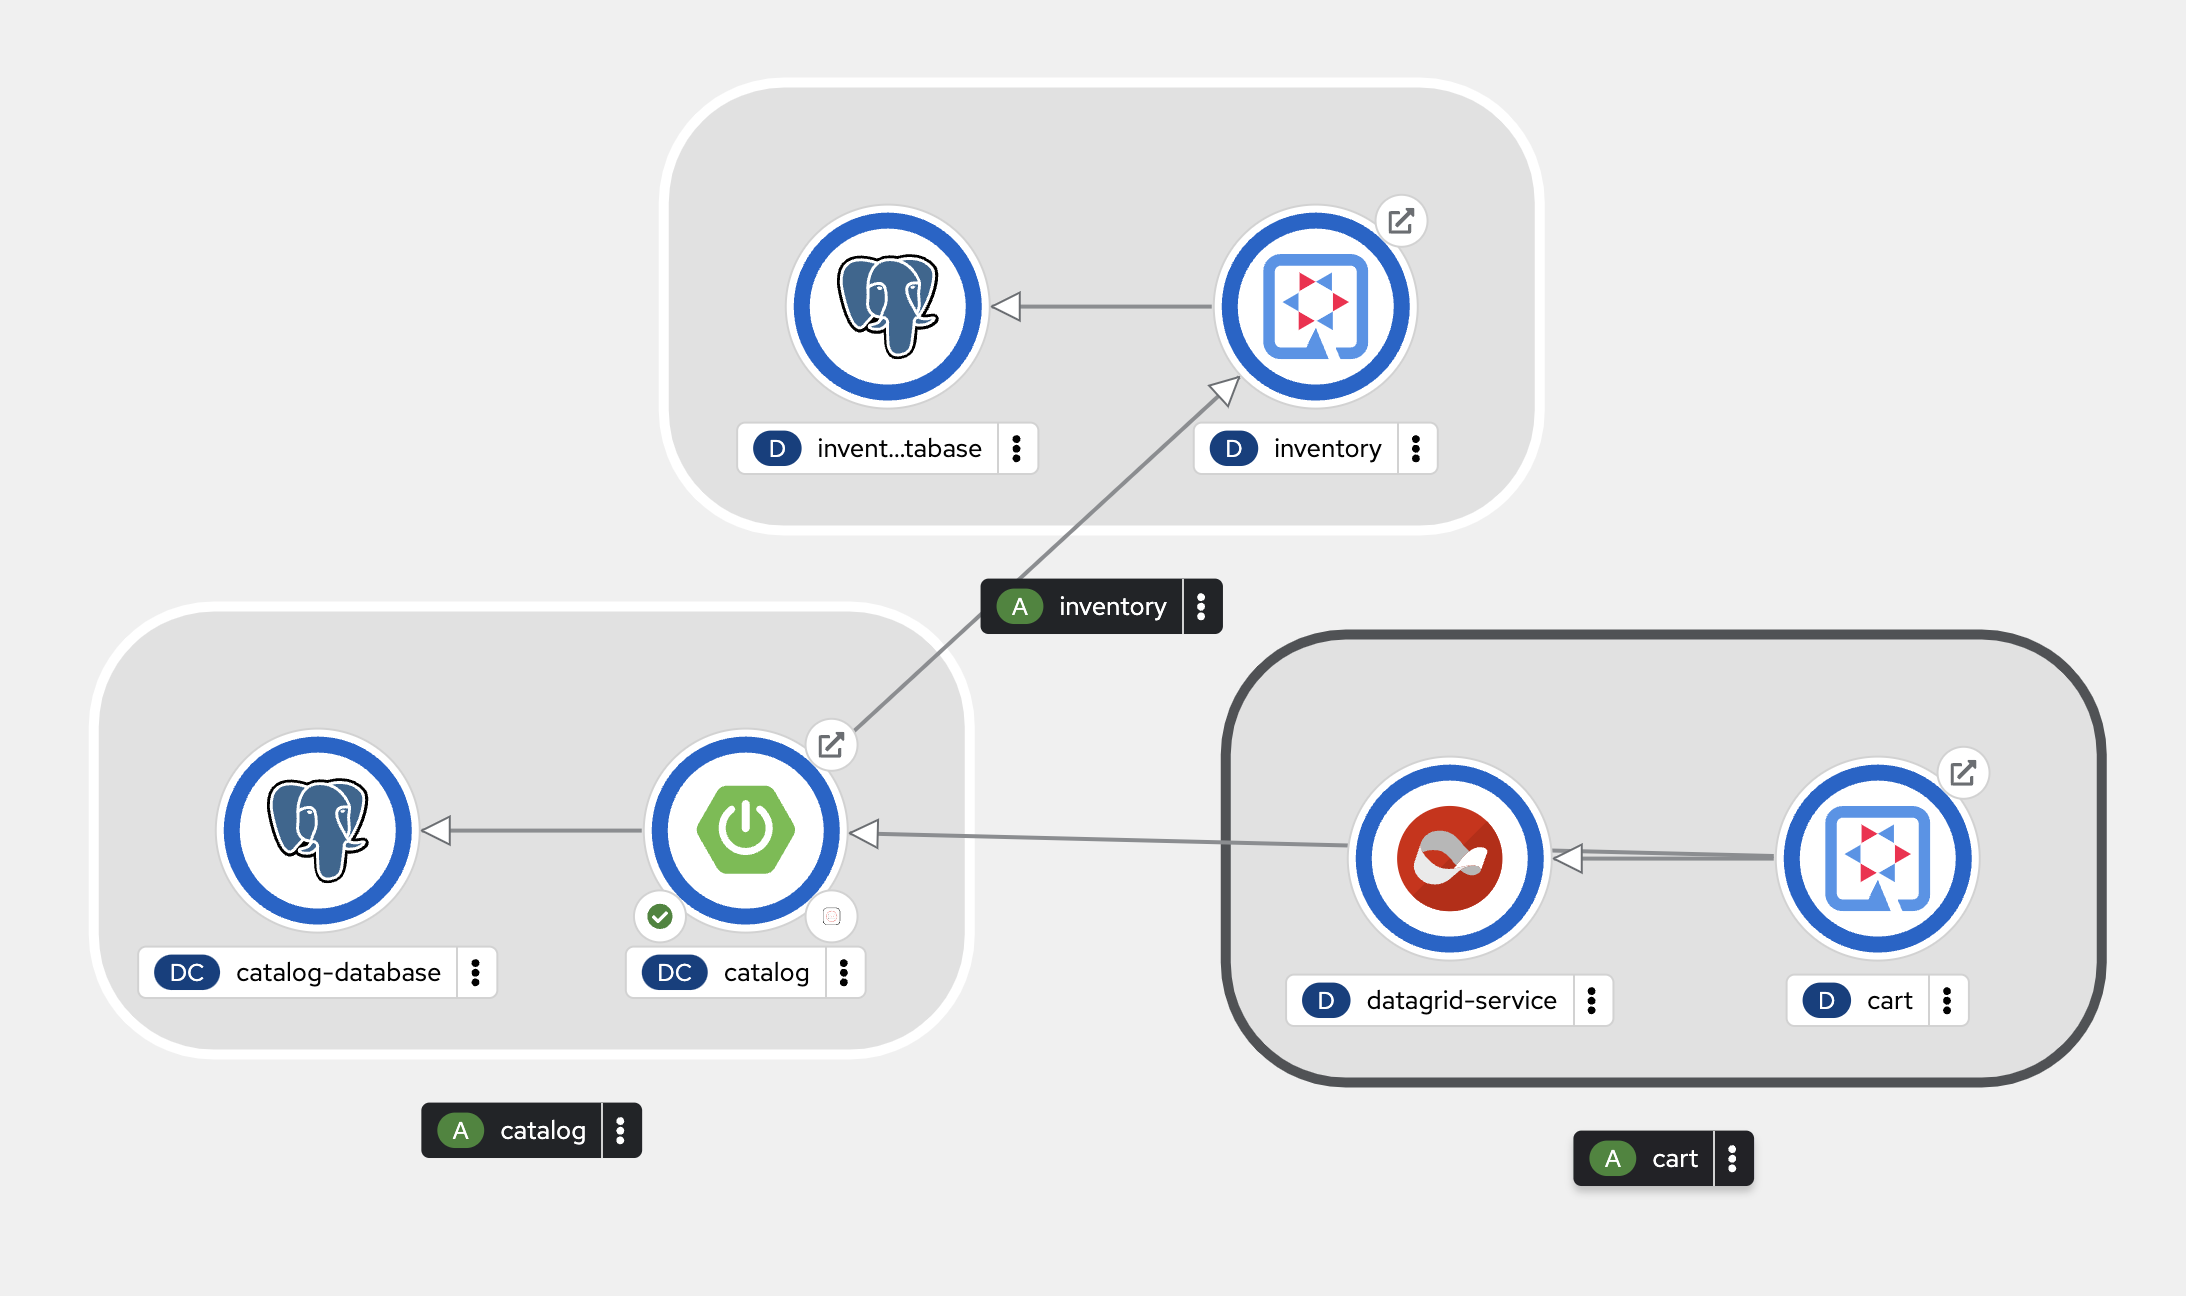 D invent...tabase
D inventory
A inventory
DC catalog-database
DC catalog
D datagrid-service
D cart
A catalog
A cart